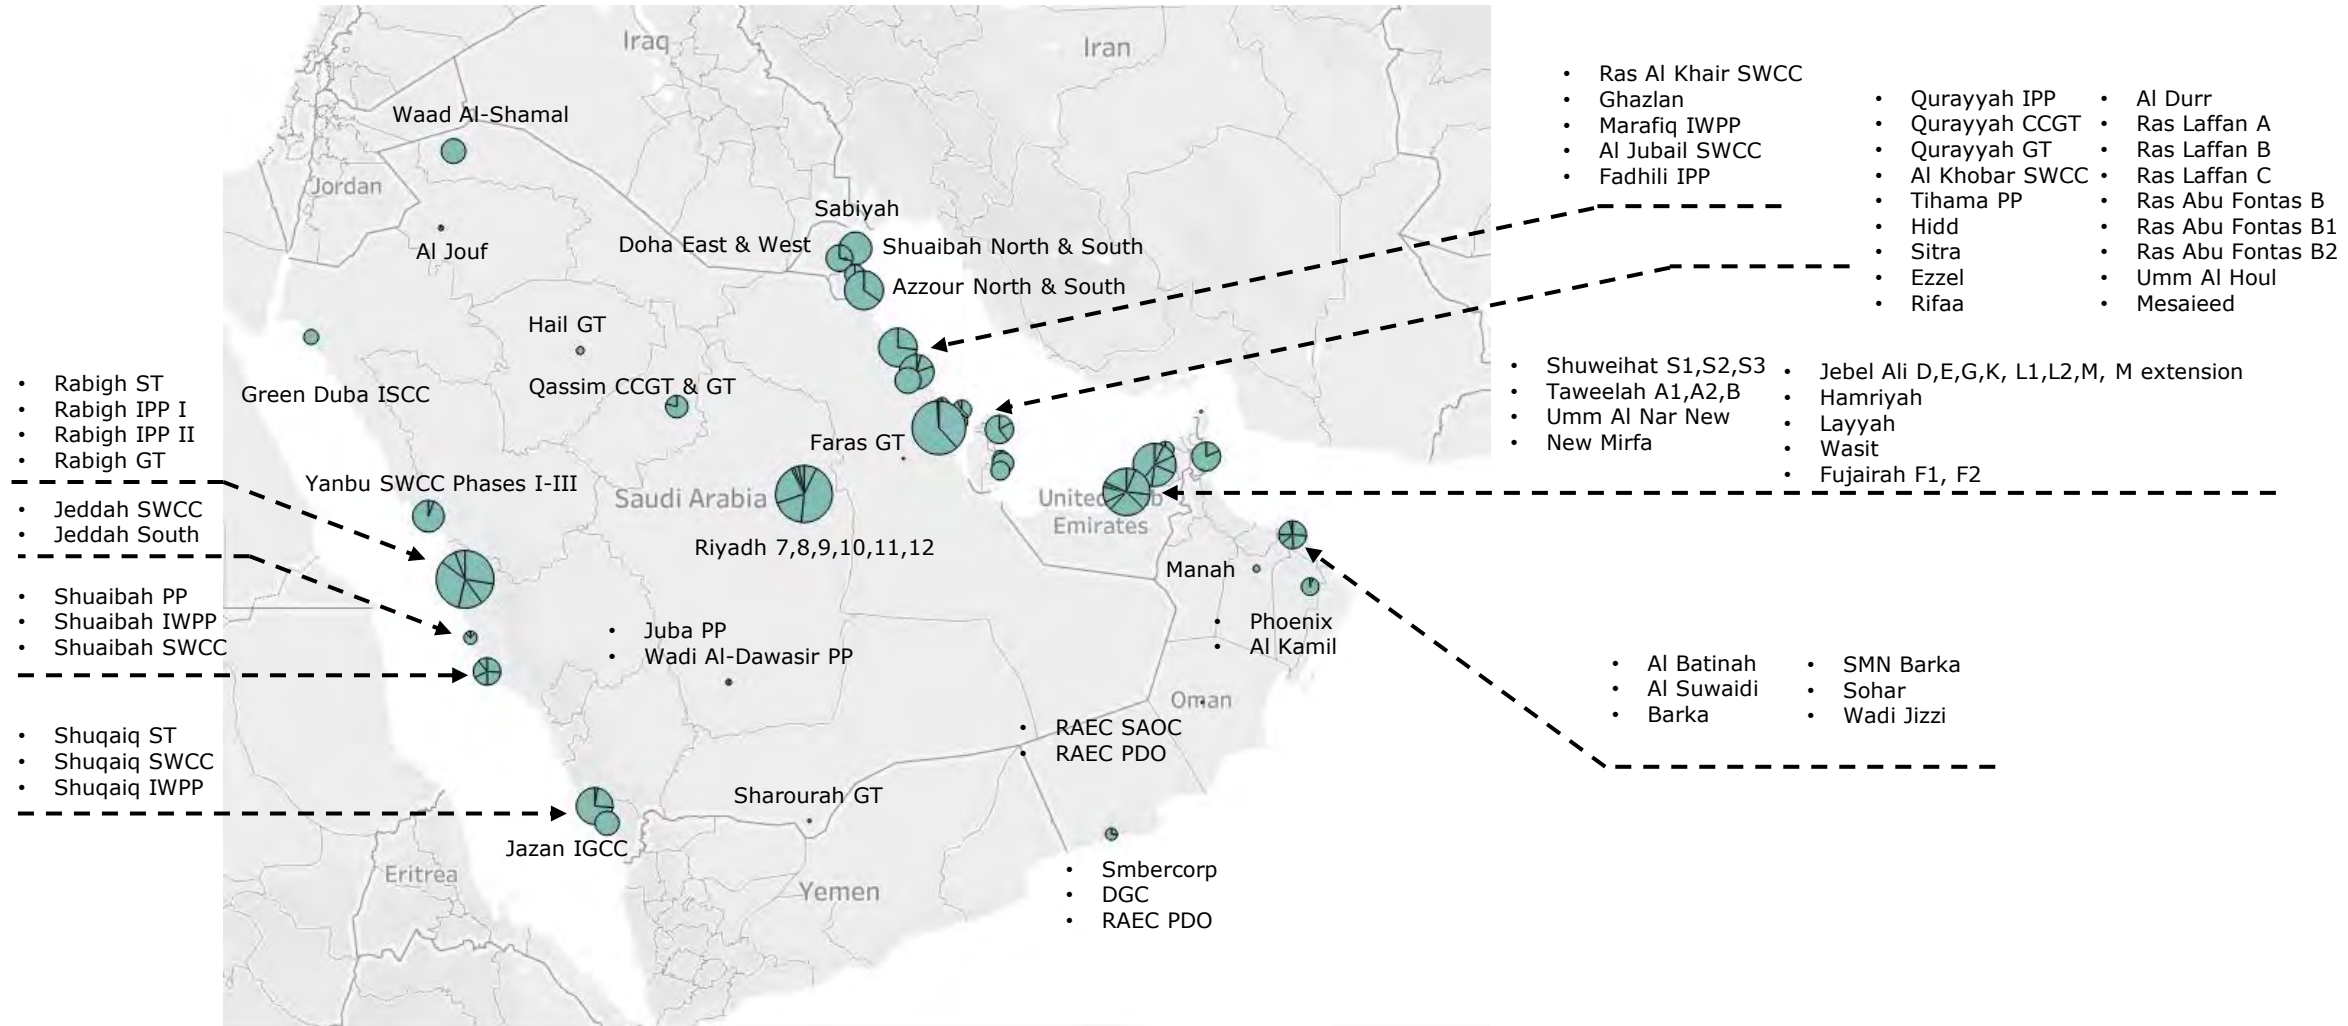 Iraq
Iran
Waad Al-Shamal
Jordan
Al Jouf
Sabiyah
Doha East & West
Shuaibah North & South
Azzour North & South
Hail GT
Green Duba ISCC
Qassim CCGT & GT
Faras GT
Yanbu SWCC Phases I-III
Saudi Arabia
Riyadh 7,8,9,10,11,12
United Arab
Emirates
Manah
• Phoenix
• Al Kamil
• Juba PP
• Wadi Al-Dawasir PP
Oman
• RAEC SAOC
• RAEC PDO
Sharourah GT
Jazan IGCC
Eritrea
Yemen
• Smbercorp
• DGC
• RAEC PDO
• Rabigh ST
• Rabigh IPP I
• Rabigh IPP II
• Rabigh GT
• Jeddah SWCC
• Jeddah South
• Shuaibah PP
• Shuaibah IWPP
• Shuaibah SWCC
• Shuqaiq ST
• Shuqaiq SWCC
• Shuqaiq IWPP
• Ras Al Khair SWCC
• Ghazlan
• Marafiq IWPP
• Al Jubail SWCC
• Fadhili IPP
• Qurayyah IPP
• Qurayyah CCGT
• Qurayyah GT
• Al Khobar SWCC
• Tihama PP
• Hidd
• Sitra
• Ezzel
• Rifaa
• Al Durr
• Ras Laffan A
• Ras Laffan B
• Ras Laffan C
• Ras Abu Fontas B
• Ras Abu Fontas B1
• Ras Abu Fontas B2
• Umm Al Houl
• Mesaieed
• Shuweihat S1,S2,S3
• Taweelah A1,A2,B
• Umm Al Nar New
• New Mirfa
• Jebel Ali D,E,G,K, L1,L2,M, M extension
• Hamriyah
• Layyah
• Wasit
• Fujairah F1, F2
• Al Batinah
• Al Suwaidi
• Barka
• SMN Barka
• Sohar
• Wadi Jizzi